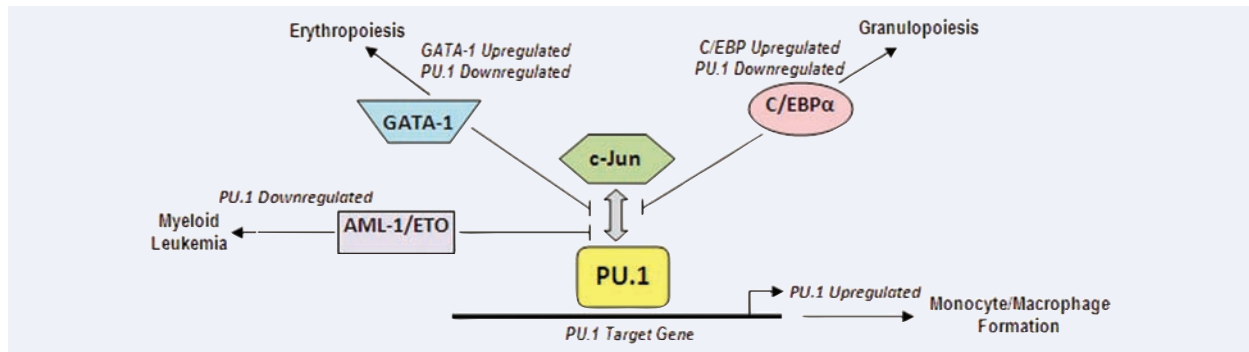 Erythropoiesis
GATA-1 Upregulated
PU.1 Downregulated
C/EBP Upregulated
PU.1 Downregulated
Granulopoiesis
GATA-1
C/EBPα
c-Jun
PU.1 Downregulated
Myeloid
Leukemia
AML-1/ETO
PU.1
PU.1 Upregulated
Monocyte/Macrophage
Formation
PU.1 Target Gene